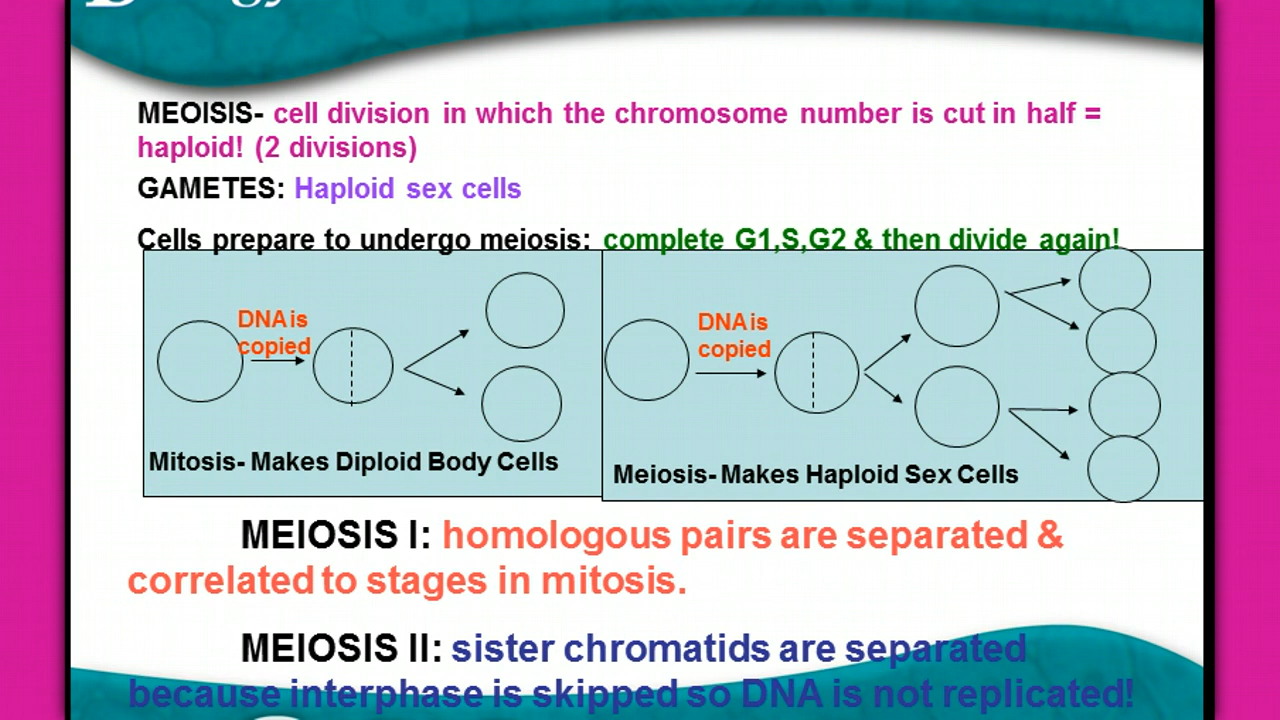 MEOISIS- cell division in which the chromosome number is cut in half =
haploid! (2 divisions)
GAMETES: Haploid sex cells
Cells prepare to undergo meiosis: complete G1,S,G2 & then divide again!
DNA is
copied
Mitosis- Makes Diploid Body Cells
DNA is
copied
Meiosis- Makes Haploid Sex Cells
MEIOSIS I: homologous pairs are separated &
correlated to stages in mitosis.
MEIOSIS II: sister chromatids are separated
because interphase is skipped so DNA is not replicated!